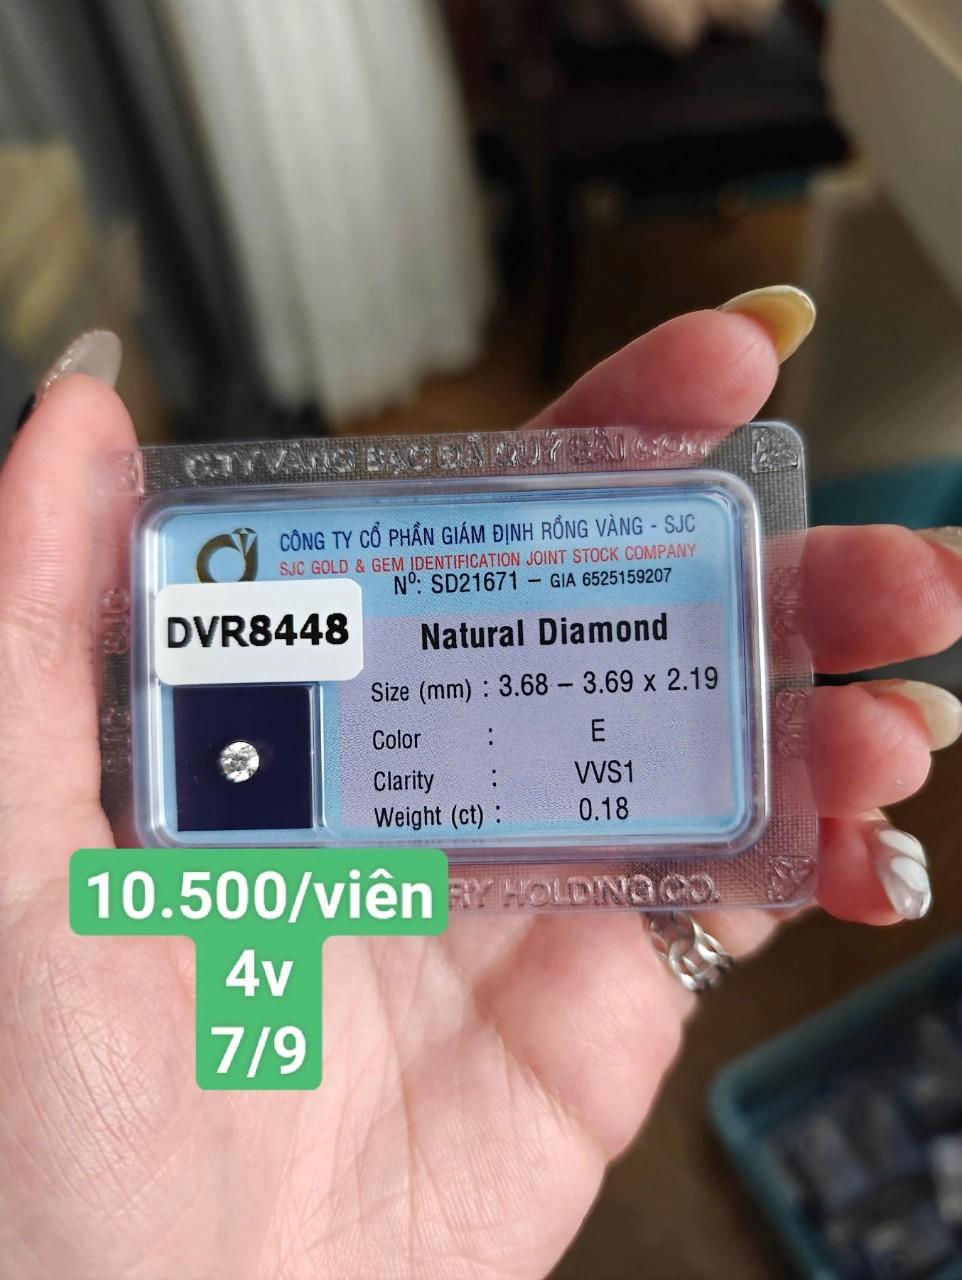 CTY VÀNG BẠC ĐÁ QUÝ SÀI GÒN
CÔNG TY CỔ PHẦN GIÁM ĐỊNH RỒNG VÀNG - SJC
SJC GOLD & GEM IDENTIFICATION JOINT STOCK COMPANY
Nº: SD21671 – GIA 6525159207
DVR8448
Natural Diamond
Size (mm) : 3.68 – 3.69 x 2.19
Color : E
Clarity : VVS1
Weight (ct) : 0.18
RY HOLDING CO.
10.500/viên
4v
7/9